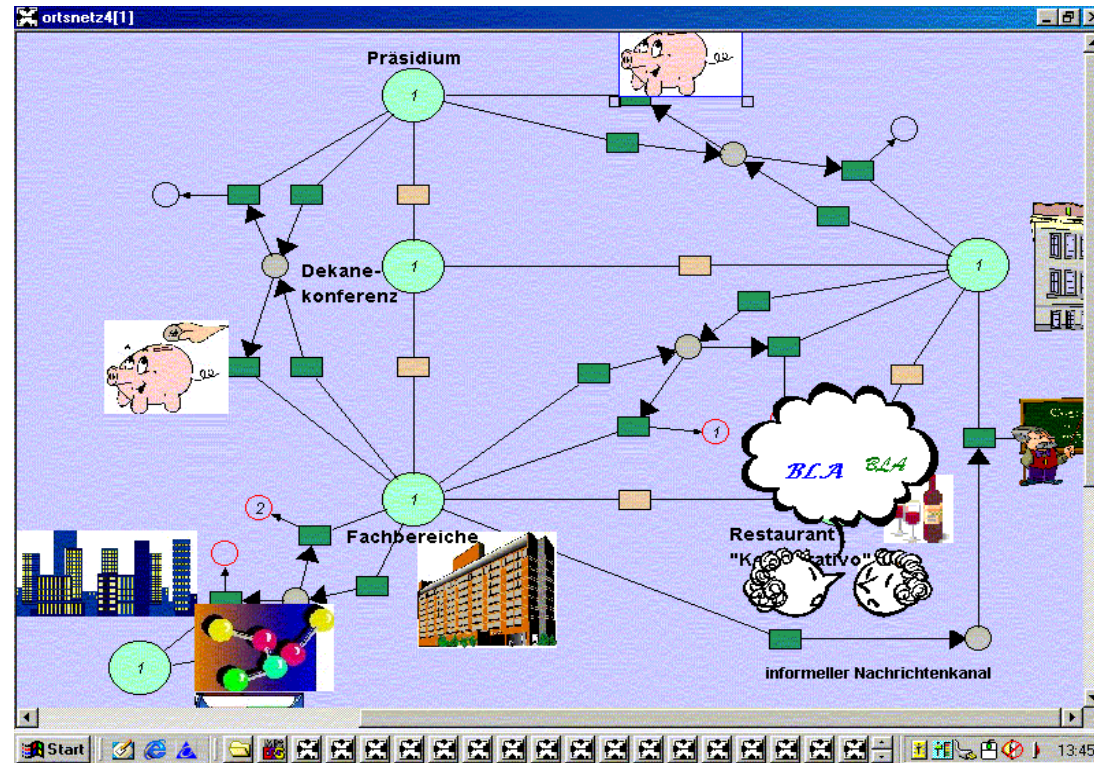 ortsnetz4[1]
Präsidium
1
1
Dekane-
konferenz
1
1
1
BLA BLA
2
1
Fachbereiche
Restaurant
1
informeller Nachrichtenkanal
Start
13:45